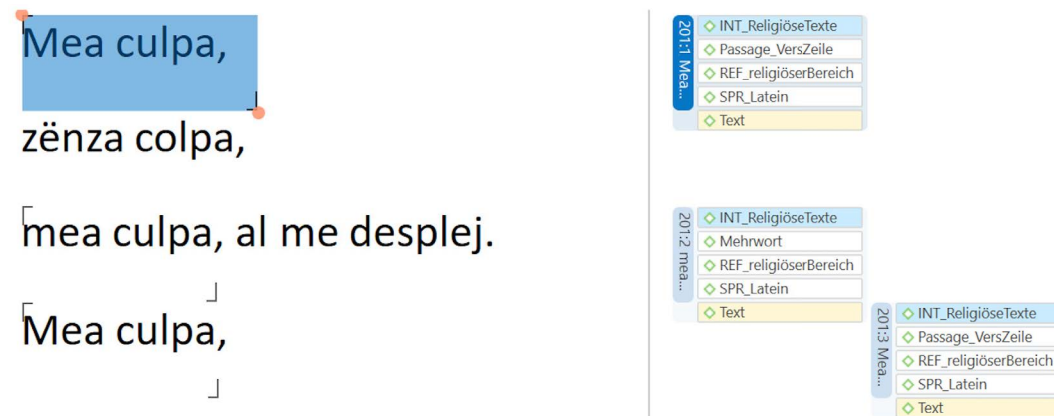 Mea culpa,
zënza colpa,
mea culpa, al me desplej.
Mea culpa,
201:1 Mea...
INT_ReligiöseTexte
Passage_VersZeile
REF_religiöserBereich
SPR_Latein
Text
201:2 mea...
INT_ReligiöseTexte
Mehrwort
REF_religiöserBereich
SPR_Latein
Text
201:3 Mea...
INT_ReligiöseTexte
Passage_VersZeile
REF_religiöserBereich
SPR_Latein
Text